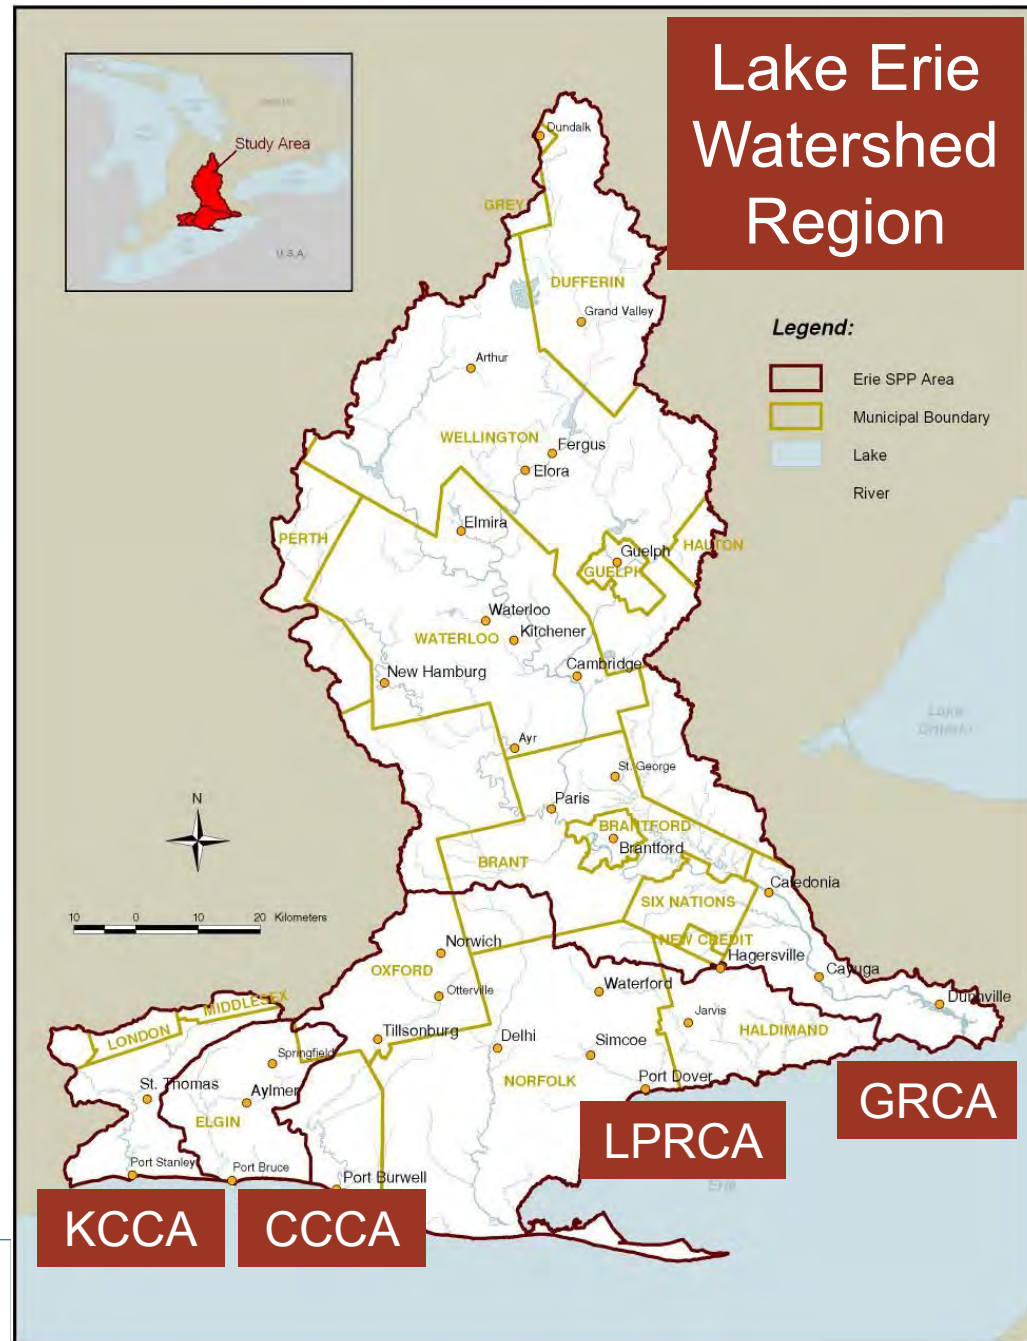 Lake Erie
Watershed
Region
Study Area
U.S.A.
Dundalk
GREY
DUFFERIN
Grand Valley
Legend:
Erie SPP Area
Municipal Boundary
Lake
River
Arthur
WELLINGTON
Fergus
Elora
Elmira
PERTH
HALTON
Guelph
GUELPH
Waterloo
Kitchener
WATERLOO
Cambridge
New Hamburg
Lake
Ontario
Ayr
St. George
Paris
N
BRANTFORD
Brantford
BRANT
Caledonia
SIX NATIONS
10 0 10 20 Kilometers
NEW CREDIT
Norwich
Hagersville
OXFORD
Cayuga
Otterville
Waterford
Dunnville
MIDDLESEX
LONDON
Jarvis
HALDIMAND
Tillsonburg
Delhi
Simcoe
Springfield
St. Thomas
Aylmer
NORFOLK
Port Dover
ELGIN
GRCA
LPRCA
Port Stanley
Port Bruce
Port Burwell
Erie
KCCA
CCCA